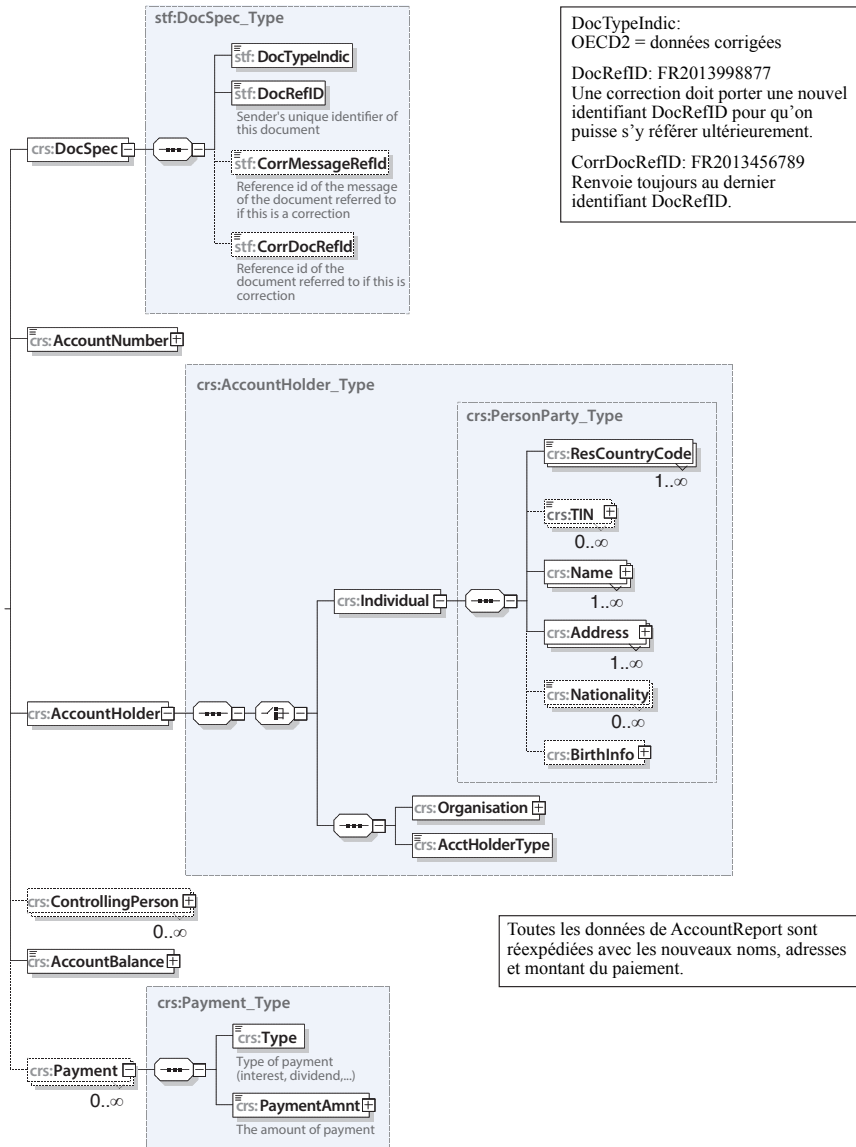 stf:DocSpec_Type
stf:DocTypeIndic
stf:DocRefID
Sender's unique identifier of
this document
crs:DocSpec
stf:CorrMessageRefId
Reference id of the message
of the document referred to
if this is a correction
stf:CorrDocRefId
Reference id of the
document referred to if this is
correction
DocTypeIndic:
OECD2 = données corrigées
DocRefID: FR2013998877
Une correction doit porter une nouvel
identifiant DocRefID pour qu'on
puisse s'y référer ultérieurement.
CorrDocRefID: FR2013456789
Renvoie toujours au dernier
identifiant DocRefID.
crs:AccountNumber
crs:AccountHolder_Type
crs:PersonParty_Type
crs:ResCountryCode
1..∞
crs:TIN
0..∞
crs:Name
1..∞
crs:Individual
crs:Address
1..∞
crs:Nationality
0..∞
crs:BirthInfo
crs:AccountHolder
crs:Organisation
crs:AcctHolderType
crs:ControllingPerson
0..∞
crs:AccountBalance
Toutes les données de AccountReport sont
réexpédiées avec les nouveaux noms, adresses
et montant du paiement.
crs:Payment_Type
crs:Type
Type of payment
(interest, dividend,...)
crs:Payment
0..∞
crs:PaymentAmnt
The amount of payment